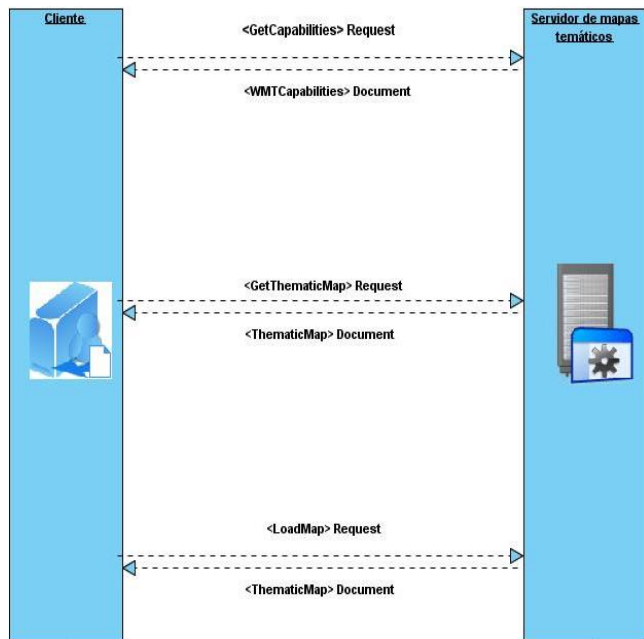 Cliente
Servidor de mapas
temáticos
<GetCapabilities> Request
<WMTCapabilities> Document
<GetThematicMap> Request
<ThematicMap> Document
<LoadMap> Request
<ThematicMap> Document